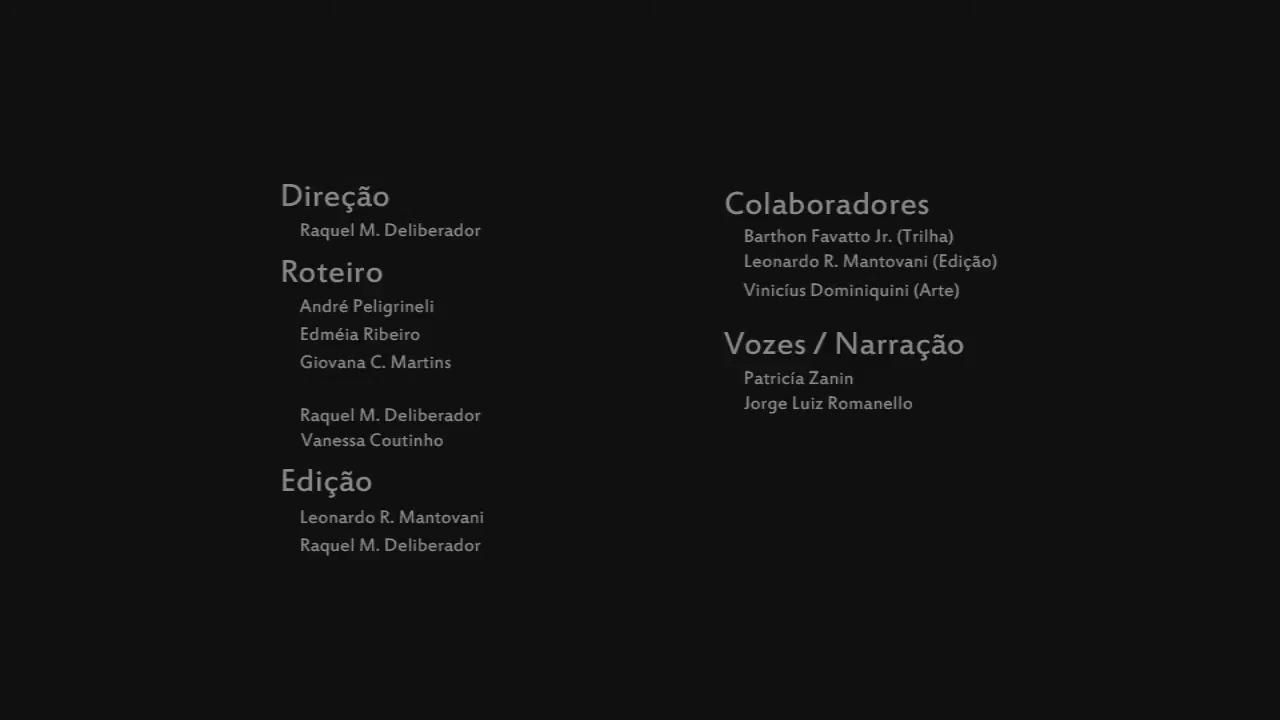 Direção
Raquel M. Deliberador
Roteiro
André Peligrineli
Edméia Ribeiro
Giovana C. Martins
Raquel M. Deliberador
Vanessa Coutinho
Edição
Leonardo R. Mantovani
Raquel M. Deliberador
Colaboradores
Barthon Favatto Jr. (Trilha)
Leonardo R. Mantovani (Edição)
Vinicíus Dominiquini (Arte)
Vozes / Narração
Patricía Zanin
Jorge Luiz Romanello